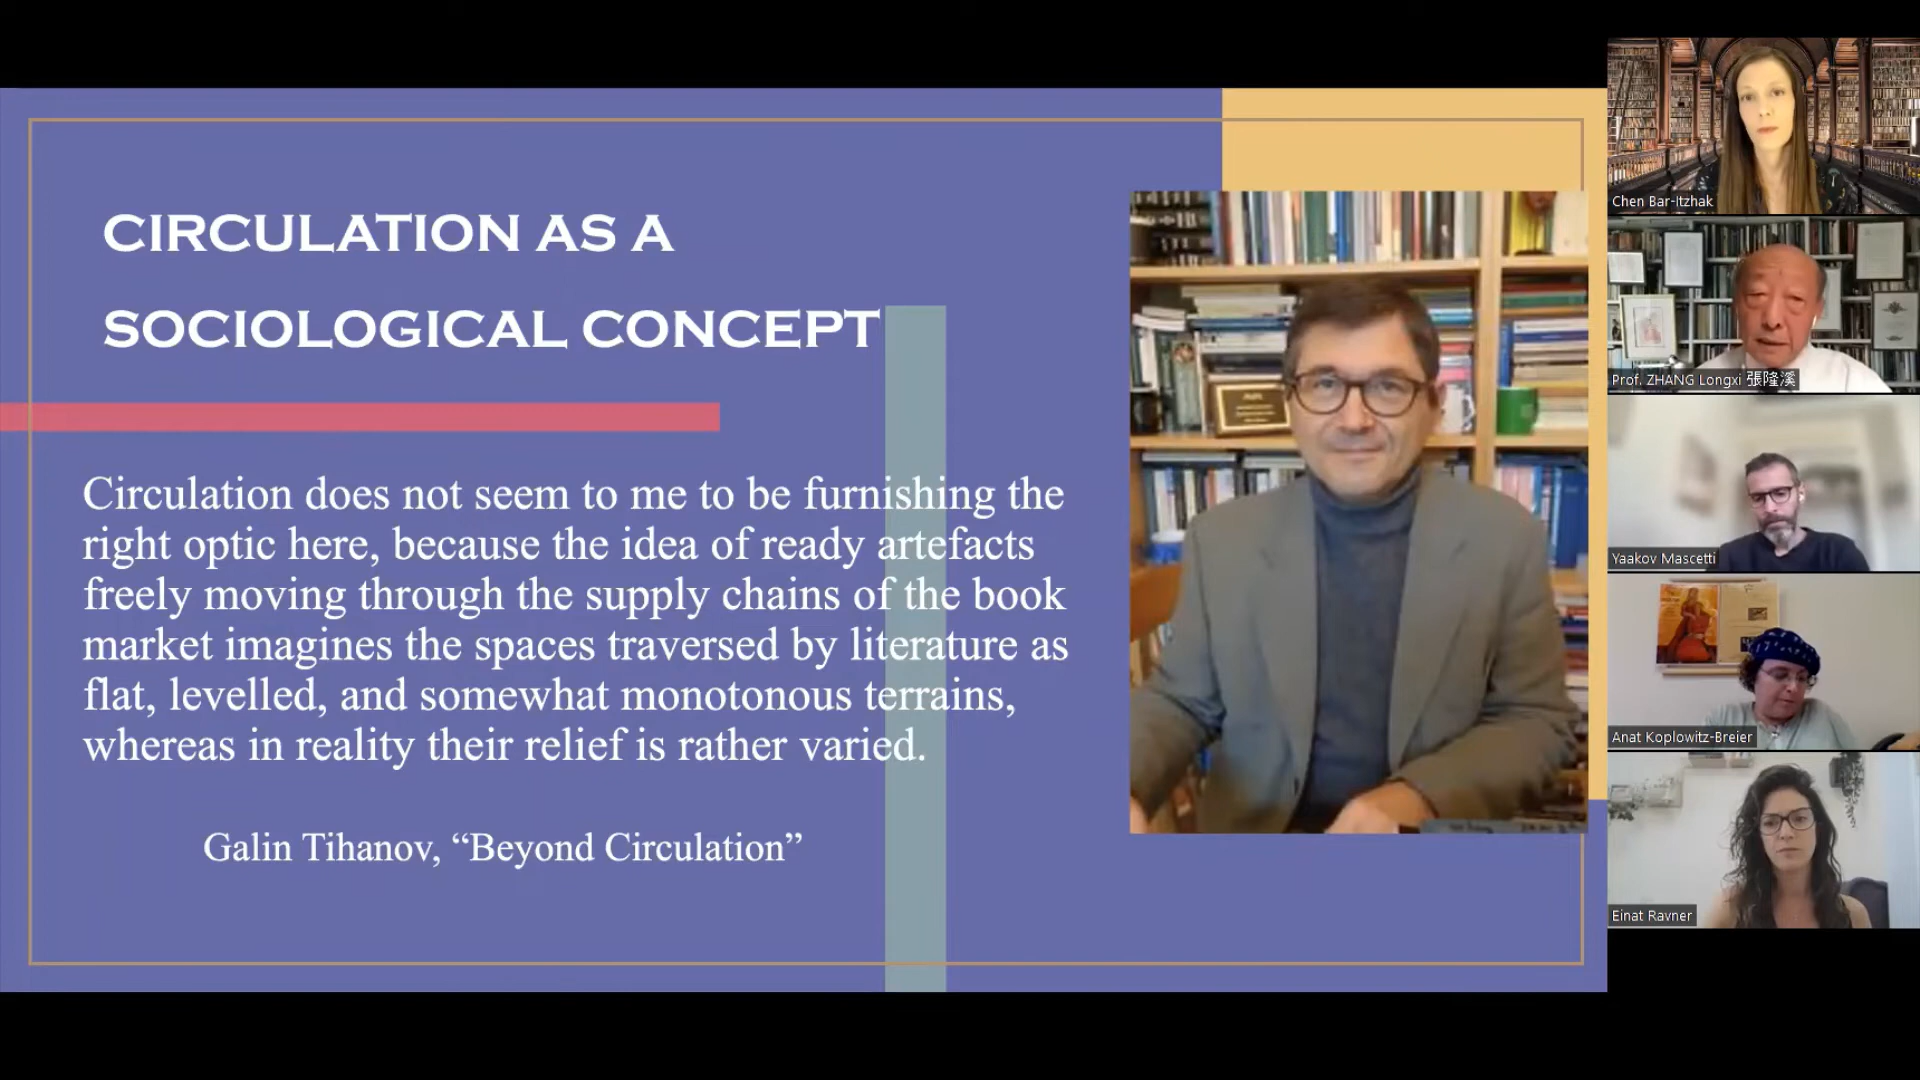 CIRCULATION AS A
SOCIOLOGICAL CONCEPT
Circulation does not seem to me to be furnishing the
right optic here, because the idea of ready artefacts
freely moving through the supply chains of the book
market imagines the spaces traversed by literature as
flat, levelled, and somewhat monotonous terrains,
whereas in reality their relief is rather varied.
Galin Tihanov, “Beyond Circulation”
Chen Bar-Itzhak
Prof. ZHANG Longxi 張隆溪
Yaakov Mascetti
Anat Koplowitz-Breier
Einat Ravner